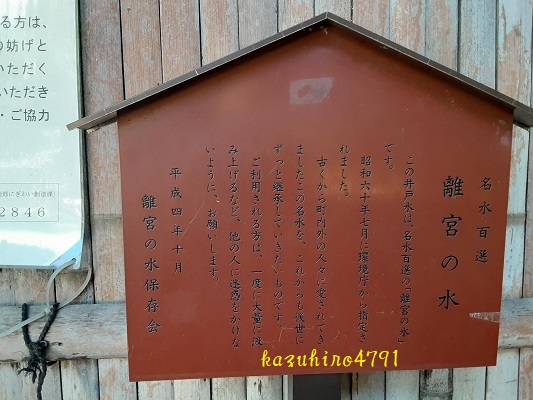 名水百選
離宮の水
この井戸水は、名水百選の「離宮の水」
です。
昭和六十年七月に環境庁から指定さ
れました。
古くから町内外の人々に愛されてき
ましたこの名水を、これからも後世に
ずっと継承していきたいものです。
ご利用される方は、一度に大量に汲
み上げるなど、他の人に迷惑をかけな
いように、お願いします。
平成四年十月
離宮の水保存会
る方は、
の妨げと
いただく
いただき
・ご協力
2846
kazuhiro4791